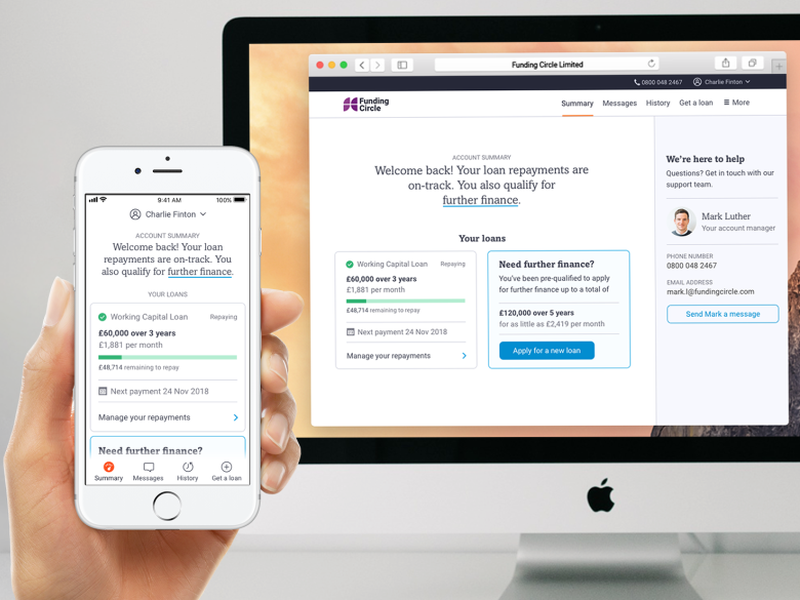 9:41 AM
100%
Charlie Finton
ACCOUNT SUMMARY
Welcome back! Your loan
repayments are on-track. You
also qualify for further finance.
YOUR LOANS
Working Capital Loan Repaying
£60,000 over 3 years
£1,881 per month
£48,714 remaining to repay
Next payment 24 Nov 2018
Manage your repayments
Need further finance?
Summary Messages History Get a loan
Funding Circle Limited
0800 048 2467 Charlie Finton
Funding
Circle
Summary Messages History Get a loan More
ACCOUNT SUMMARY
Welcome back! Your loan repayments are
on-track. You also qualify for
further finance.
Your loans
Working Capital Loan Repaying
£60,000 over 3 years
£1,881 per month
£48,714 remaining to repay
Next payment 24 Nov 2018
Manage your repayments
Need further finance?
You've been pre-qualified to apply
for further finance up to a total of
£120,000 over 5 years
for as little as £2,419 per month
Apply for a new loan
We're here to help
Questions? Get in touch with our
support team.
Mark Luther
Your account manager
PHONE NUMBER
0800 048 2467
EMAIL ADDRESS
mark.l@fundingcircle.com
Send Mark a message